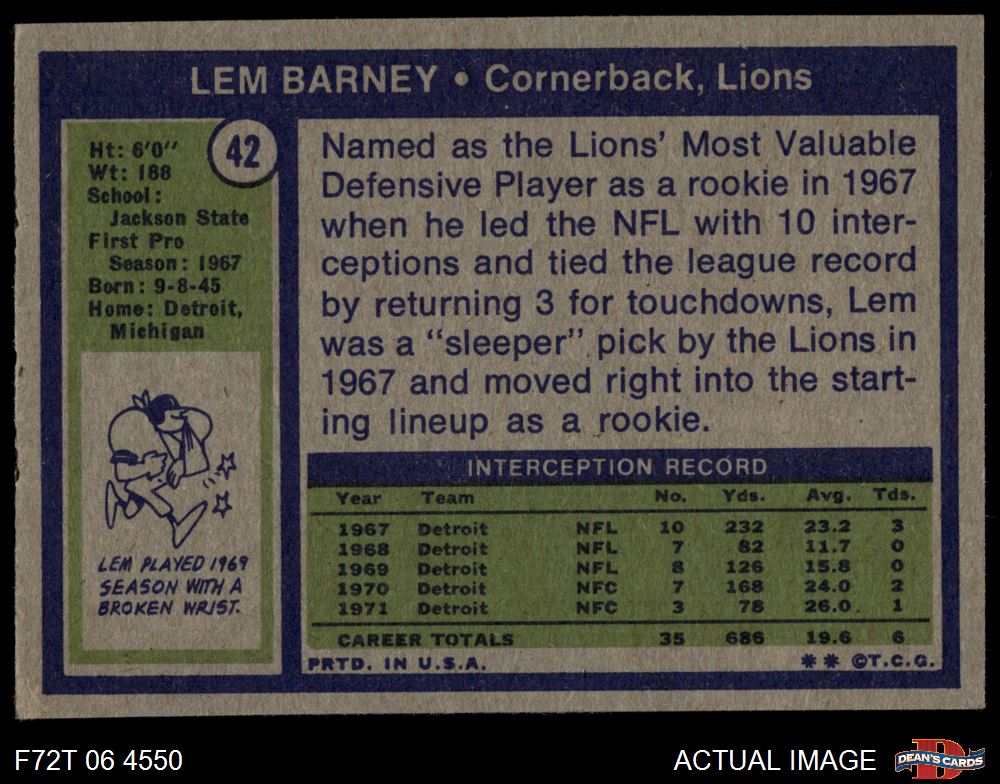 LEM BARNEY • Cornerback, Lions
42
Ht: 6'0"
Wt: 188
School:
Jackson State
First Pro
Season: 1967
Born: 9-8-45
Home: Detroit,
Michigan
LEM PLAYED 1969
SEASON WITH A
BROKEN WRIST.
Named as the Lions' Most Valuable
Defensive Player as a rookie in 1967
when he led the NFL with 10 inter-
ceptions and tied the league record
by returning 3 for touchdowns, Lem
was a "sleeper" pick by the Lions in
1967 and moved right into the start-
ing lineup as a rookie.
INTERCEPTION RECORD
Year Team No. Yds. Avg. Tds.
1967 Detroit NFL 10 232 23.2 3
1968 Detroit NFL 7 82 11.7 0
1969 Detroit NFL 8 126 15.8 0
1970 Detroit NFC 7 168 24.0 2
1971 Detroit NFC 3 78 26.0 1
CAREER TOTALS 35 686 19.6 6
PRTD. IN U.S.A. ** ©T.C.G.
F72T 06 4550 ACTUAL IMAGE DEAN'S CARDS